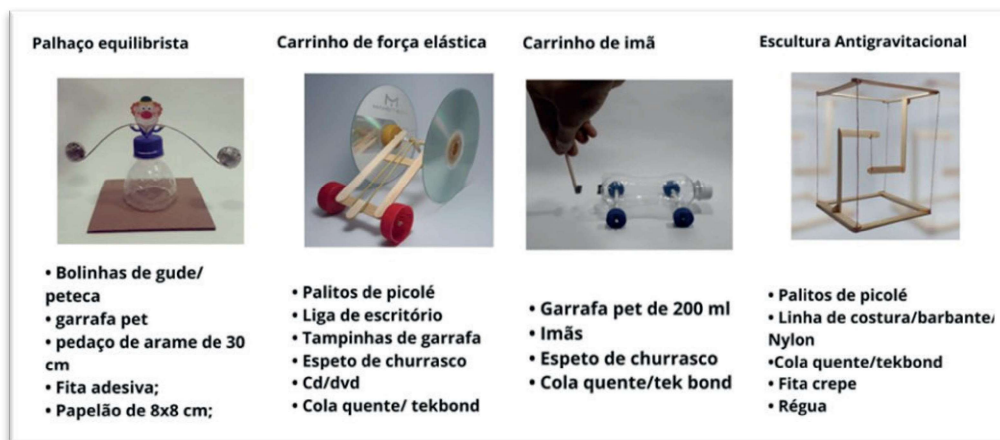 Palhaço equilibrista
• Bolinhas de gude/
peteca
• garrafa pet
• pedaço de arame de 30
cm
• Fita adesiva;
• Papelão de 8x8 cm;
Carrinho de força elástica
• Palitos de picolé
• Liga de escritório
• Tampinhas de garrafa
• Espeto de churrasco
• Cd/dvd
• Cola quente/ tekbond
Carrinho de imã
• Garrafa pet de 200 ml
• Imãs
• Espeto de churrasco
• Cola quente/tek bond
Escultura Antigravitacional
• Palitos de picolé
• Linha de costura/barbante/
Nylon
•Cola quente/tekbond
• Fita crepe
• Régua